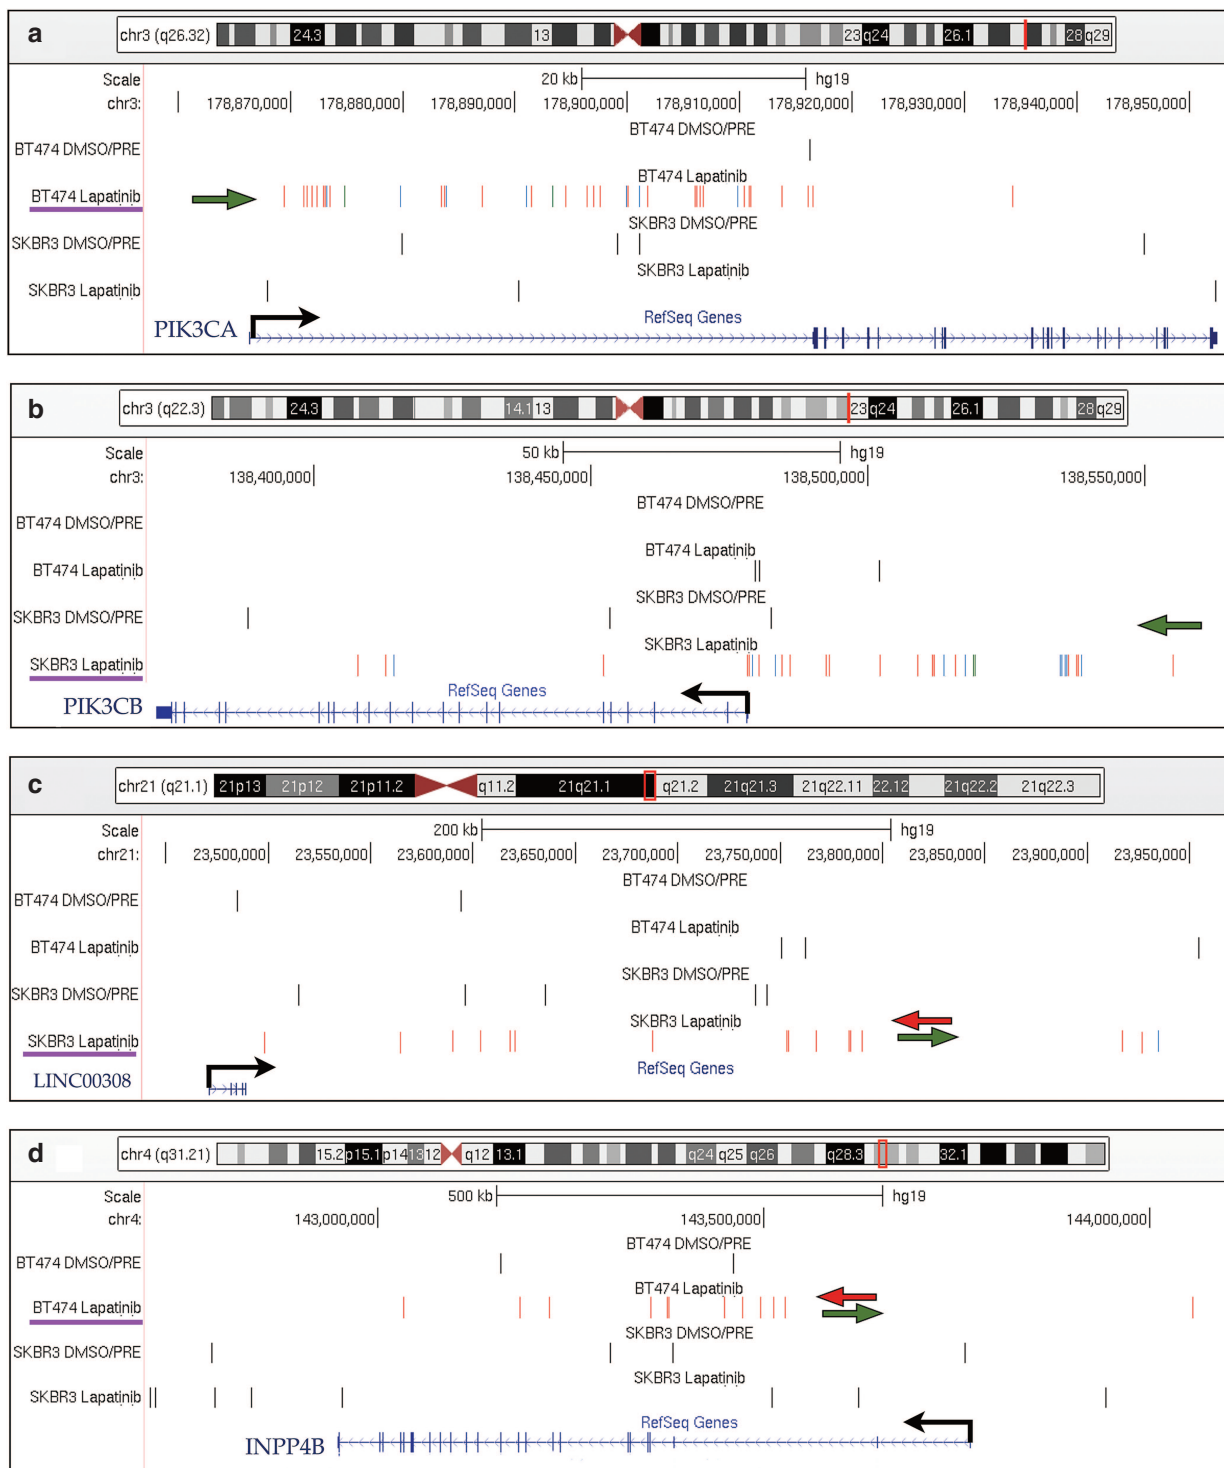 a
chr3 (q26.32) 24.3 13 23 q24 26.1 28 q29
Scale 20 kb hg19
chr3: 178,870,000 178,880,000 178,890,000 178,900,000 178,910,000 178,920,000 178,930,000 178,940,000 178,950,000
BT474 DMSO/PRE
BT474 DMSO/PRE
BT474 Lapatinib
BT474 Lapatinib
SKBR3 DMSO/PRE
SKBR3 DMSO/PRE
SKBR3 Lapatinib
SKBR3 Lapatinib
RefSeq Genes
PIK3CA
b
chr3 (q22.3) 24.3 14.1 13 23 q24 26.1 28 q29
Scale 50 kb hg19
chr3: 138,400,000 138,450,000 138,500,000 138,550,000
BT474 DMSO/PRE
BT474 DMSO/PRE
BT474 Lapatinib
BT474 Lapatinib
SKBR3 DMSO/PRE
SKBR3 DMSO/PRE
SKBR3 Lapatinib
SKBR3 Lapatinib
RefSeq Genes
PIK3CB
c
chr21 (q21.1) 21p13 21p12 21p11.2 q11.2 21q21.1 q21.2 21q21.3 21q22.11 22.12 21q22.2 21q22.3
Scale 200 kb hg19
chr21: 23,500,000 23,550,000 23,600,000 23,650,000 23,700,000 23,750,000 23,800,000 23,850,000 23,900,000 23,950,000
BT474 DMSO/PRE
BT474 DMSO/PRE
BT474 Lapatinib
BT474 Lapatinib
SKBR3 DMSO/PRE
SKBR3 DMSO/PRE
SKBR3 Lapatinib
SKBR3 Lapatinib
RefSeq Genes
LINC00308
d
chr4 (q31.21) 15.2 p15.1 p14 13 12 q12 13.1 q24 q25 q26 q28.3 32.1
Scale 500 kb hg19
chr4: 143,000,000 143,500,000 144,000,000
BT474 DMSO/PRE
BT474 DMSO/PRE
BT474 Lapatinib
BT474 Lapatinib
SKBR3 DMSO/PRE
SKBR3 DMSO/PRE
SKBR3 Lapatinib
SKBR3 Lapatinib
RefSeq Genes
INPP4B